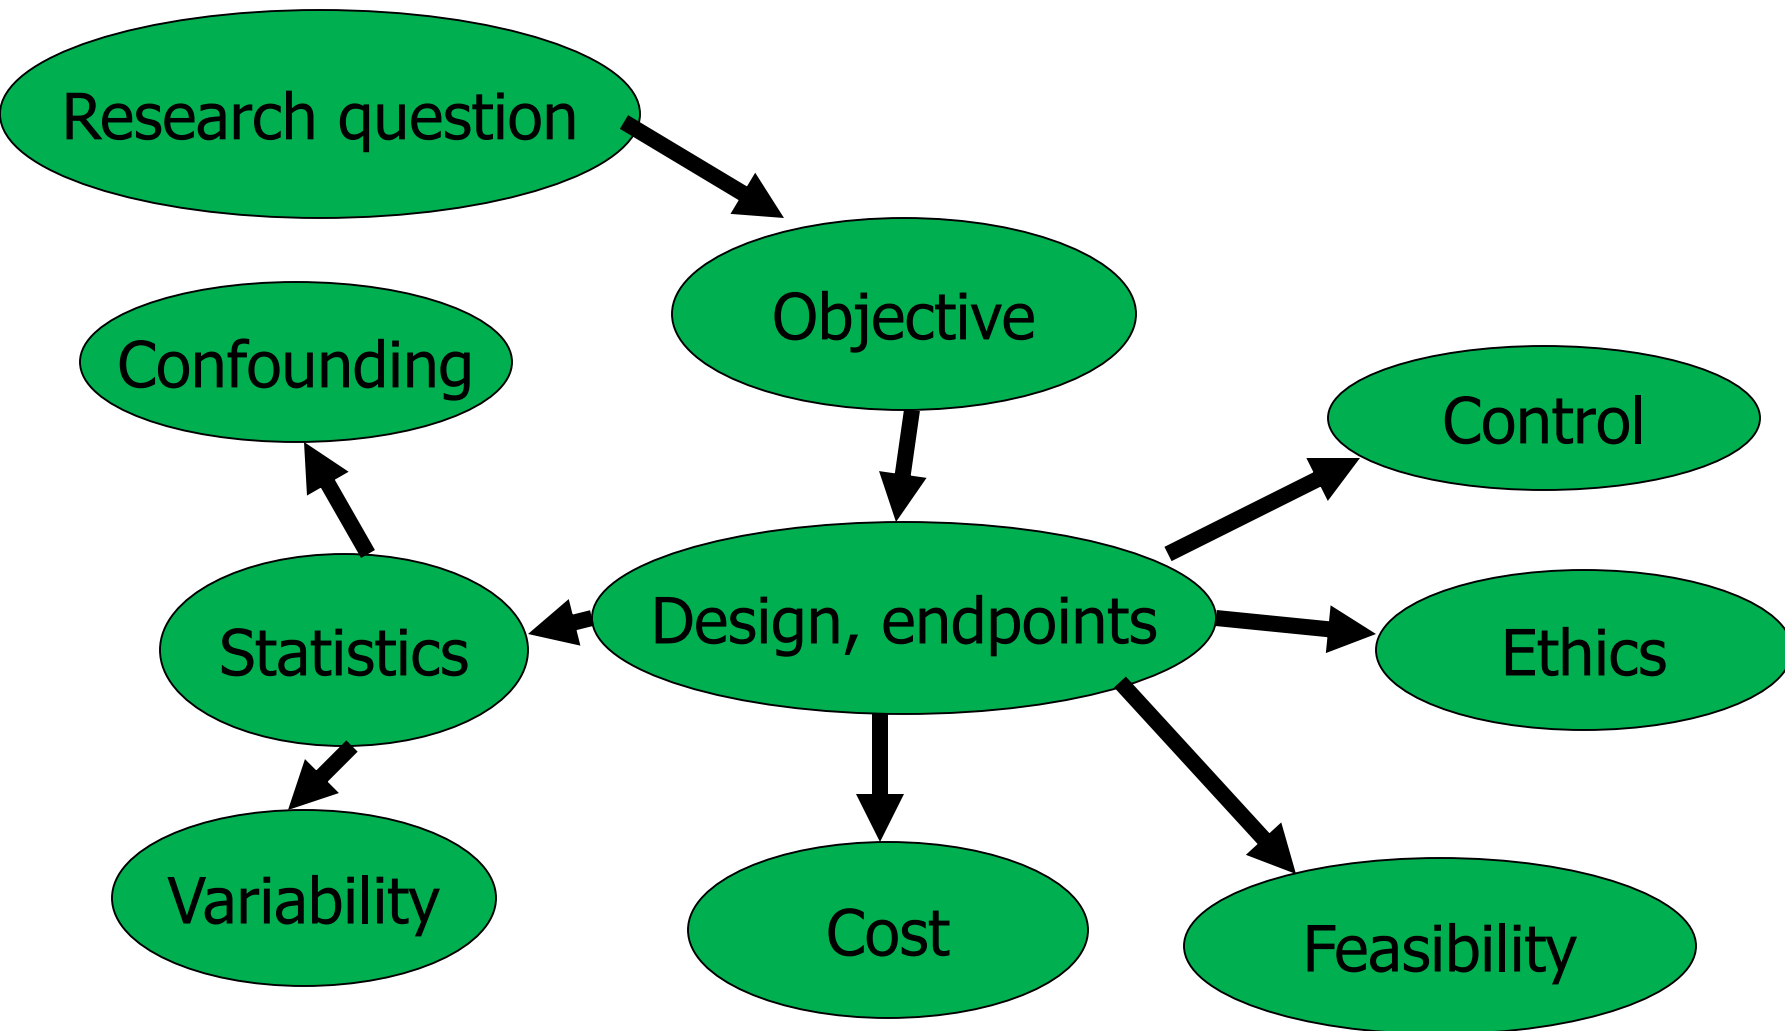 Research question
Objective
Confounding
Control
Design, endpoints
Statistics
Ethics
Variability
Cost
Feasibility